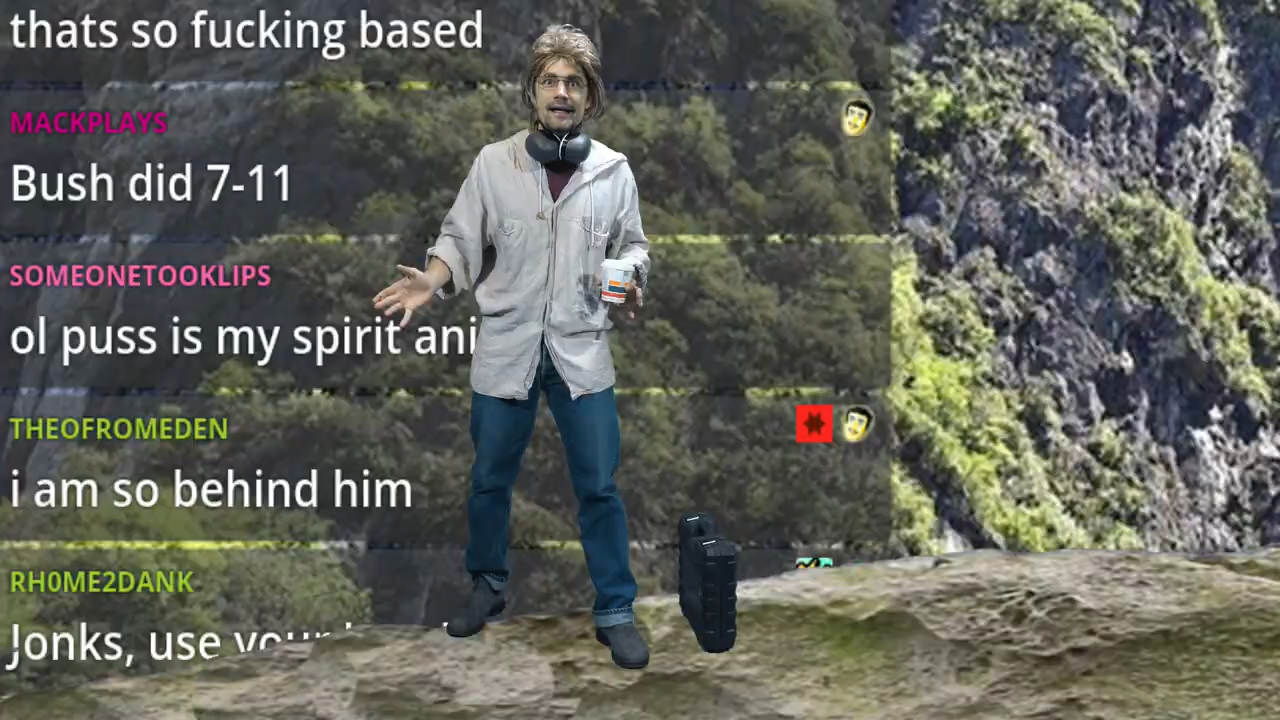 thats so fucking based
MACKPLAYS
Bush did 7-11
SOMEONETOOKLIPS
ol puss is my spirit ani
THEOFROMEDEN
i am so behind him
RH0ME2DANK
Jonks, use your